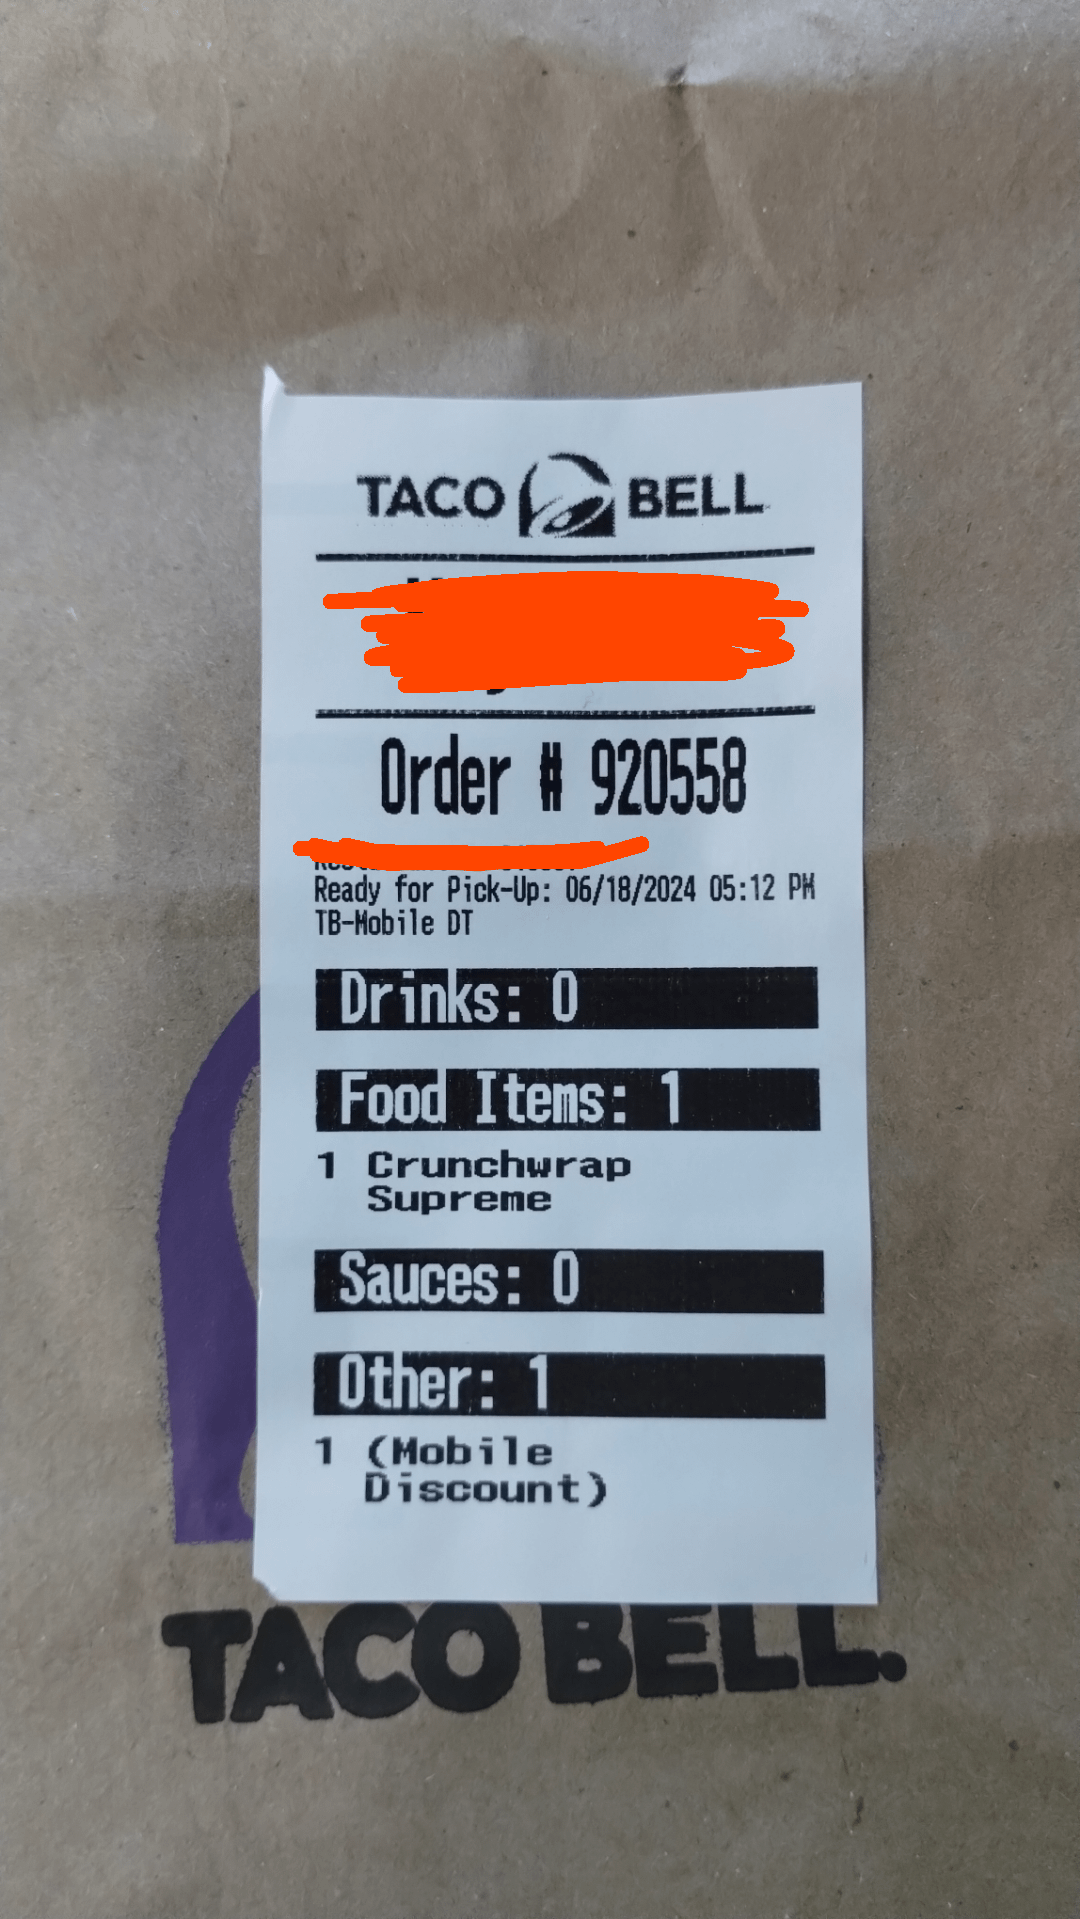 TACO BELL
Order # 920558
Ready for Pick-Up: 06/18/2024 05:12 PM
TB-Mobile DT
Drinks: 0
Food Items: 1
1 Crunchwrap
Supreme
Sauces: 0
Other: 1
1 (Mobile
Discount)
TACO BELL.